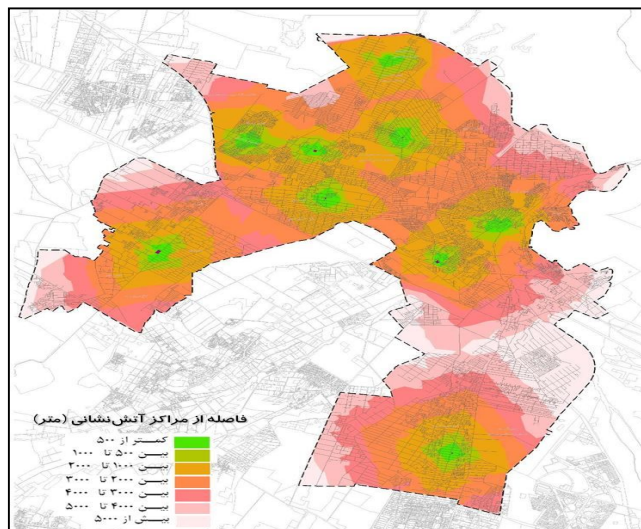 فاصله از مراکز آتش‌نشانی (متر)
کمتر از ۵۰۰
بین ۵۰۰ تا ۱۰۰۰
بین ۱۰۰۰ تا ۲۰۰۰
بین ۲۰۰۰ تا ۳۰۰۰
بین ۳۰۰۰ تا ۴۰۰۰
بین ۴۰۰۰ تا ۵۰۰۰
بیش از ۵۰۰۰